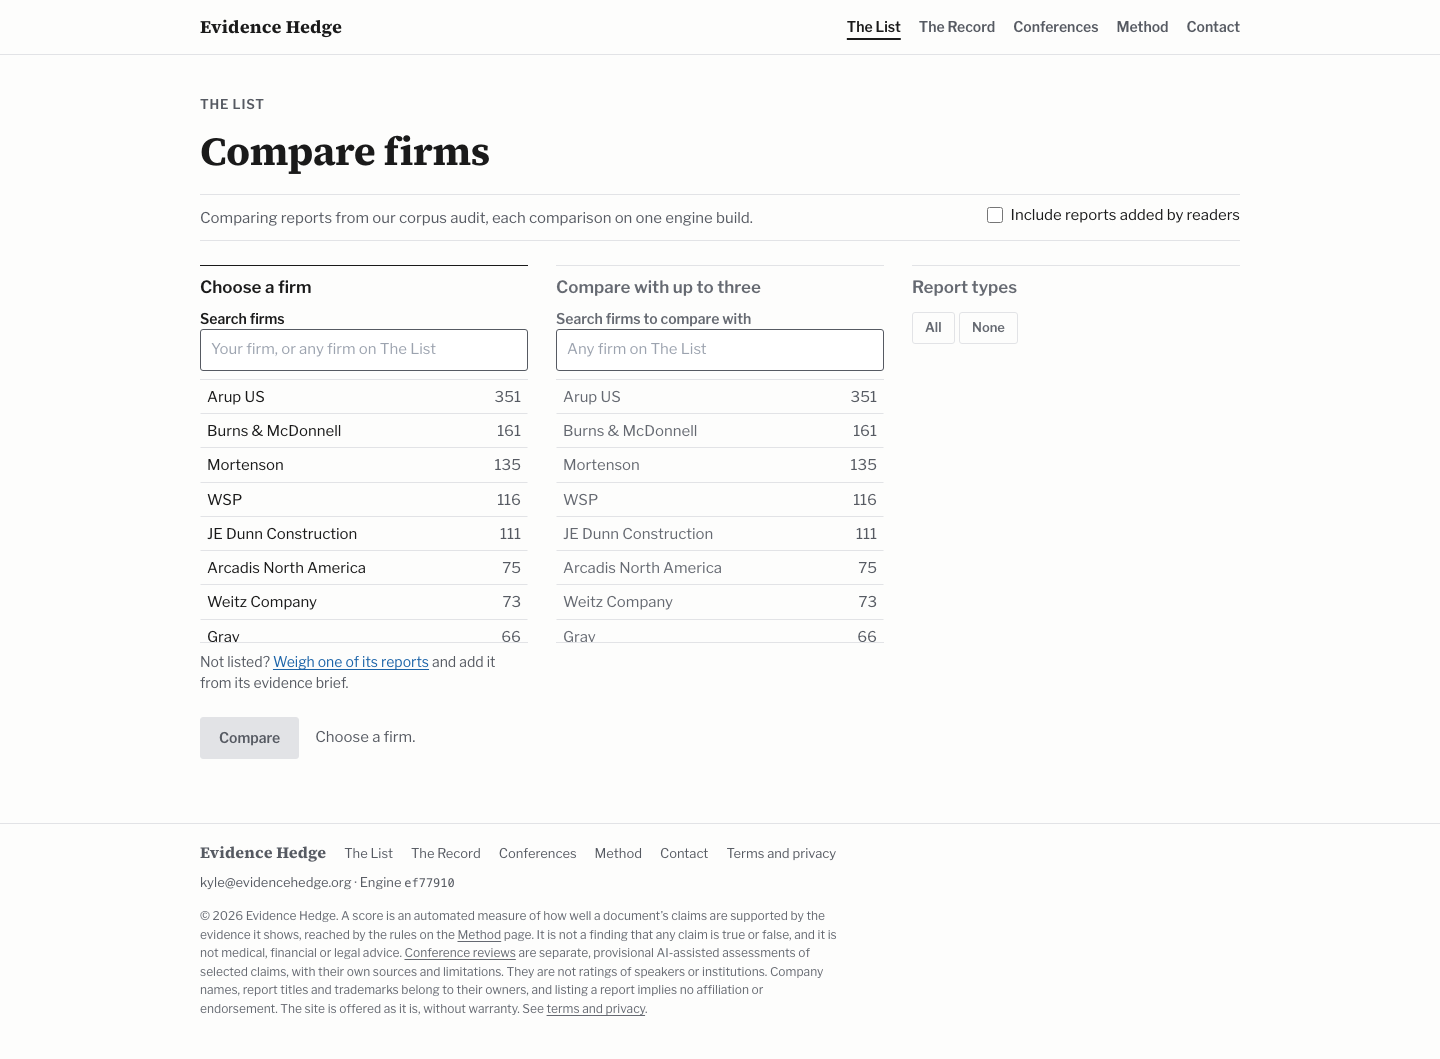 Evidence Hedge
The List
The Record
Conferences
Method
Contact
THE LIST
Compare firms
Comparing reports from our corpus audit, each comparison on one engine build.
Include reports added by readers
Choose a firm
Search firms
Your firm, or any firm on The List
Arup US 351
Burns & McDonnell 161
Mortenson 135
WSP 116
JE Dunn Construction 111
Arcadis North America 75
Weitz Company 73
Gray 66
Not listed? Weigh one of its reports and add it
from its evidence brief.
Compare with up to three
Search firms to compare with
Any firm on The List
Arup US 351
Burns & McDonnell 161
Mortenson 135
WSP 116
JE Dunn Construction 111
Arcadis North America 75
Weitz Company 73
Gray 66
Report types
All
None
Compare
Choose a firm.
Evidence Hedge
The List
The Record
Conferences
Method
Contact
Terms and privacy
kyle@evidencehedge.org · Engine ef77910
© 2026 Evidence Hedge. A score is an automated measure of how well a document’s claims are supported by the
evidence it shows, reached by the rules on the Method page. It is not a finding that any claim is true or false, and it is
not medical, financial or legal advice. Conference reviews are separate, provisional AI-assisted assessments of
selected claims, with their own sources and limitations. They are not ratings of speakers or institutions. Company
names, report titles and trademarks belong to their owners, and listing a report implies no affiliation or
endorsement. The site is offered as it is, without warranty. See terms and privacy.